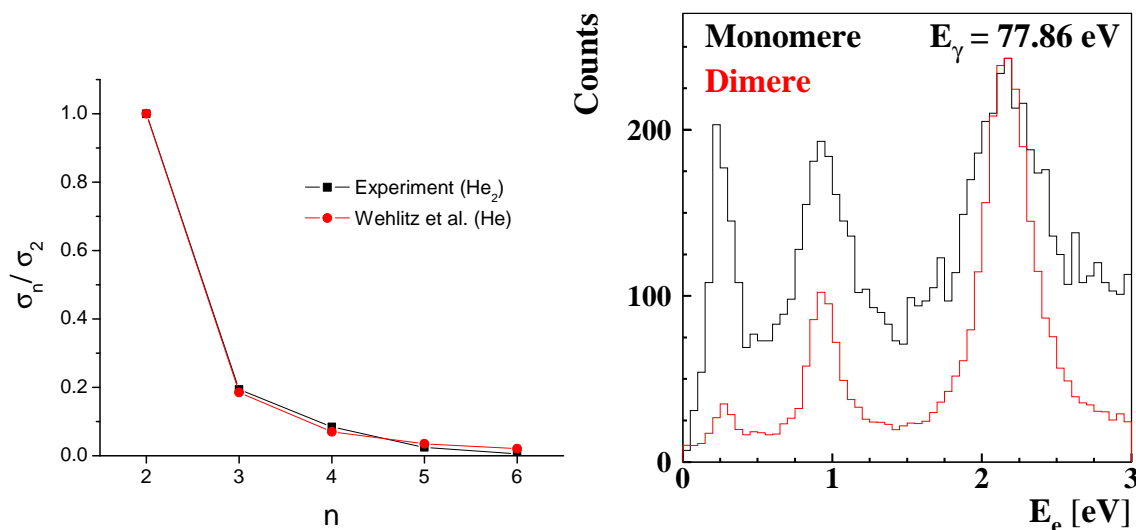 1.0
0.8
0.6
0.4
0.2
0.0
σn/ σ2
2 3 4 5 6
n
Experiment (He2)
Wehlitz et al. (He)
Counts
200
100
0
Monomere Eγ = 77.86 eV
Dimere
0 1 2 3
Ee [eV]